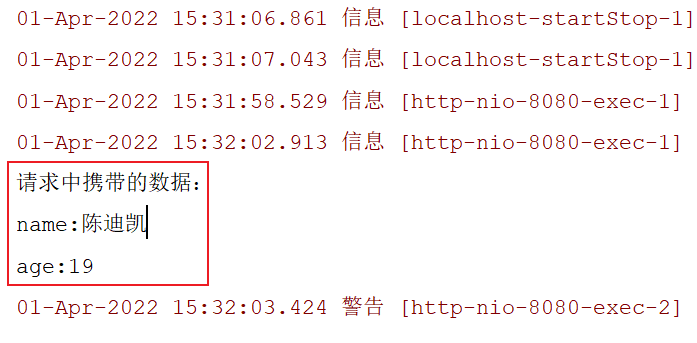 01-Apr-2022 15:31:06.861 信息 [localhost-startStop-1]
01-Apr-2022 15:31:07.043 信息 [localhost-startStop-1]
01-Apr-2022 15:31:58.529 信息 [http-nio-8080-exec-1]
01-Apr-2022 15:32:02.913 信息 [http-nio-8080-exec-1]
请求中携带的数据：
name:陈迪凯
age:19
01-Apr-2022 15:32:03.424 警告 [http-nio-8080-exec-2]